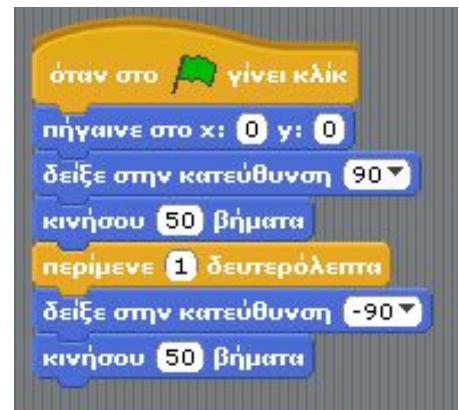 όταν στο γίνει κλίκ
πήγαινε στο x: 0 y: 0
δείξε στην κατεύθυνση 90
κινήσου 50 βήματα
περίμενε 1 δευτερόλεπτα
δείξε στην κατεύθυνση -90
κινήσου 50 βήματα